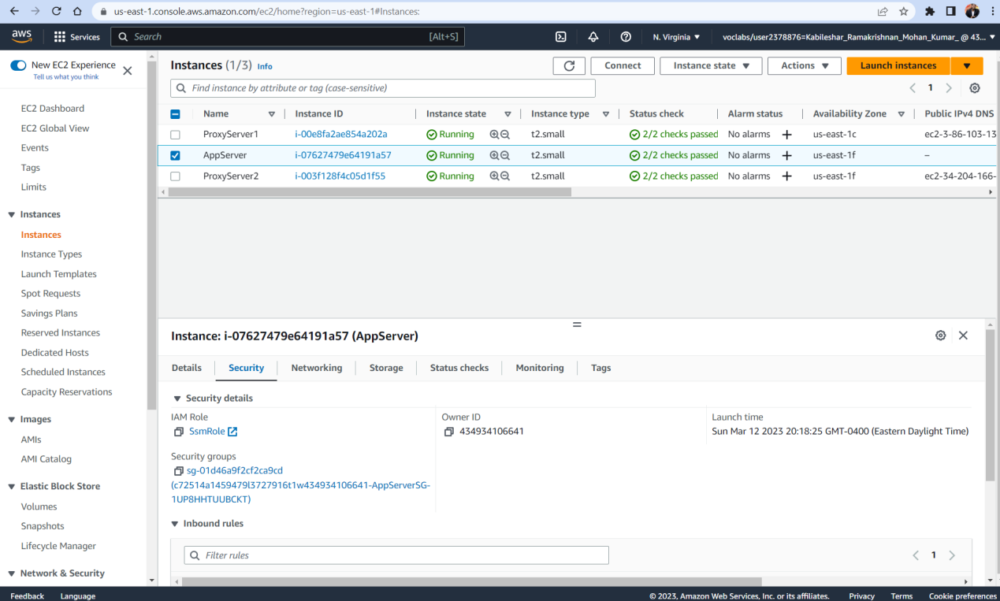 us-east-1.console.aws.amazon.com/ec2/home?region=us-east-1#Instances:
aws
Services
Search
[Alt+S]
N. Virginia
voclabs/user2378876=Kabileshar_Ramakrishnan_Mohan_Kumar_ @ 43...
New EC2 Experience
Tell us what you think
EC2 Dashboard
EC2 Global View
Events
Tags
Limits
Instances
Instances
Instance Types
Launch Templates
Spot Requests
Savings Plans
Reserved Instances
Dedicated Hosts
Scheduled Instances
Capacity Reservations
Images
AMIs
AMI Catalog
Elastic Block Store
Volumes
Snapshots
Lifecycle Manager
Network & Security
Instances (1/3) Info
Connect
Instance state
Actions
Launch instances
Find instance by attribute or tag (case-sensitive)
1
Name Instance ID Instance state Instance type Status check Alarm status Availability Zone Public IPv4 DNS
ProxyServer1 i-00e8fa2ae854a202a Running t2.small 2/2 checks passed No alarms + us-east-1c ec2-3-86-103-13
AppServer i-07627479e64191a57 Running t2.small 2/2 checks passed No alarms + us-east-1f –
ProxyServer2 i-003f128f4c05d1f55 Running t2.small 2/2 checks passed No alarms + us-east-1f ec2-34-204-166-
Instance: i-07627479e64191a57 (AppServer)
Details Security Networking Storage Status checks Monitoring Tags
Security details
IAM Role
SsmRole
Owner ID
434934106641
Launch time
Sun Mar 12 2023 20:18:25 GMT-0400 (Eastern Daylight Time)
Security groups
sg-01d46a9f2cf2ca9cd
(c72514a1459479l3727916t1w434934106641-AppServerSG-
1UP8HHTUUBCKT)
Inbound rules
Filter rules
1
Feedback Language
© 2023, Amazon Web Services, Inc. or its affiliates. Privacy Terms Cookie preferences